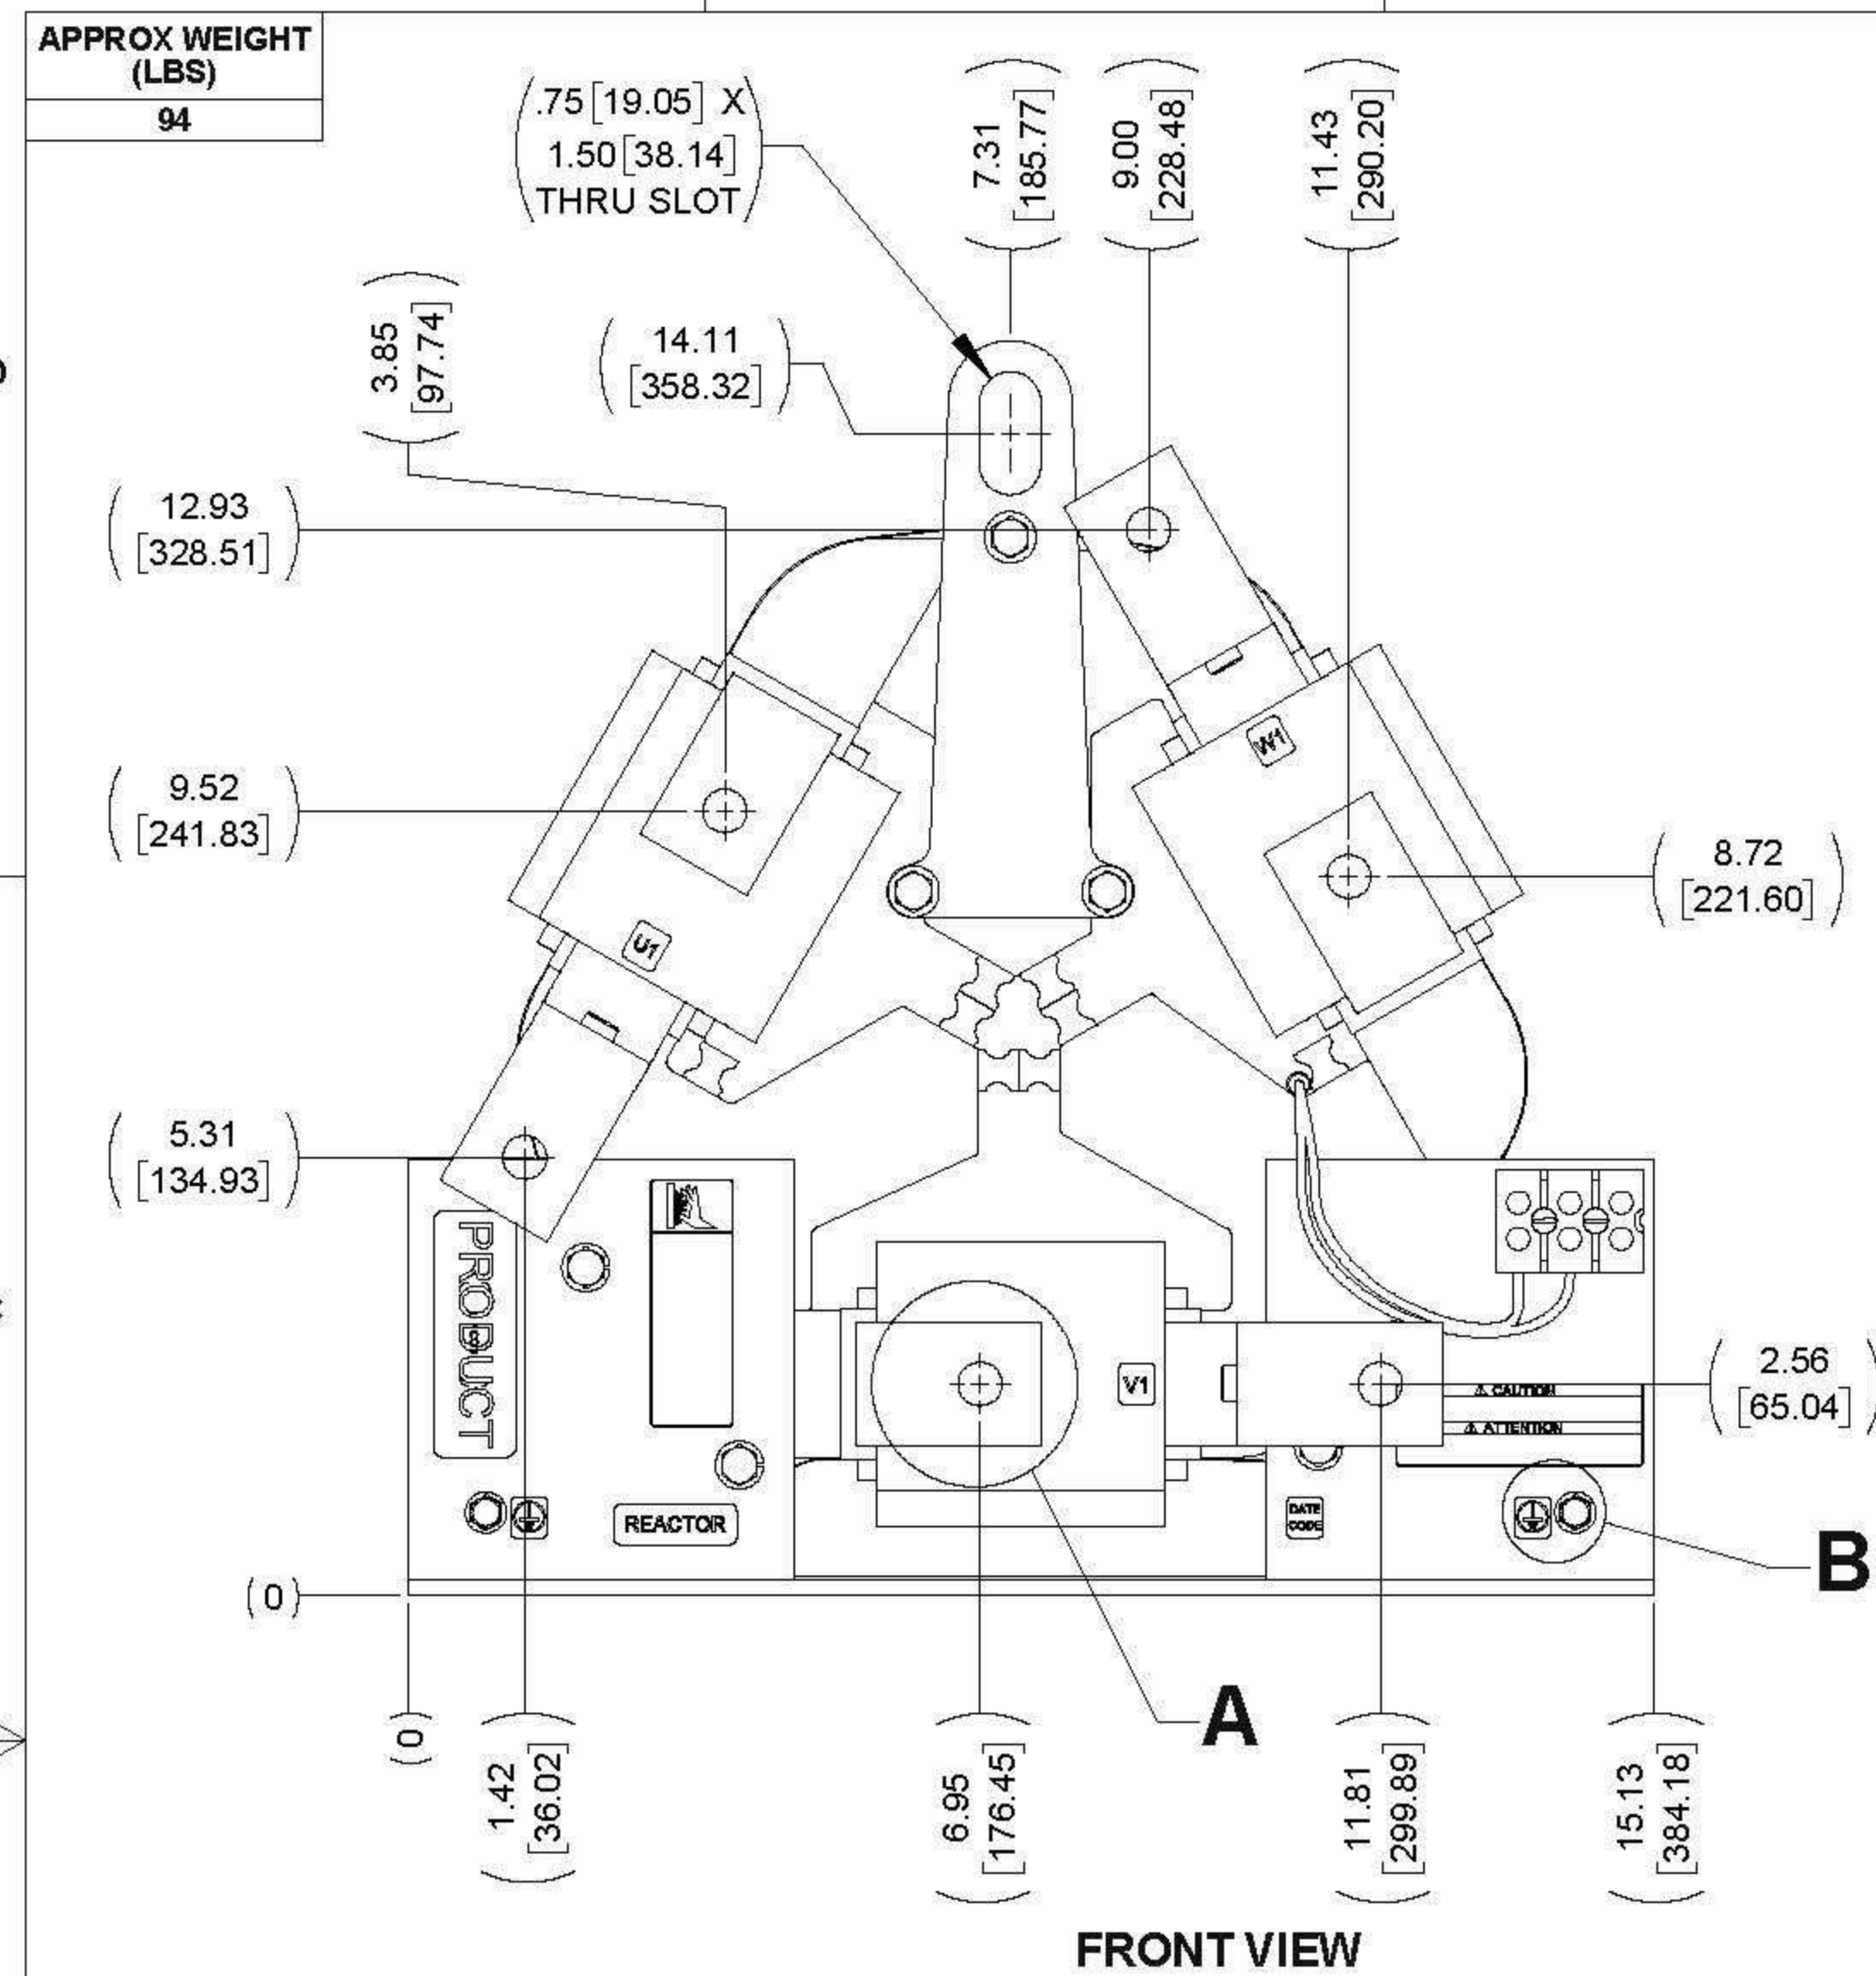 APPROX WEIGHT
(LBS)
94
(.75 [19.05] X
1.50 [38.14]
THRU SLOT)
(7.31
[185.77])
(9.00
[228.48])
(11.43
[290.20])
(3.85
[97.74])
(14.11
[358.32])
(12.93
[328.51])
(9.52
[241.83])
W1
(8.72
[221.60])
U1
(5.31
[134.93])
PRODUCT
V1
(2.56
[65.04])
⚠ CAUTION
⚠ ATTENTION
REACTOR
DATE
CODE
B
(0)
A
(0)
(1.42
[36.02])
(6.95
[176.45])
(11.81
[299.89])
(15.13
[384.18])
FRONT VIEW